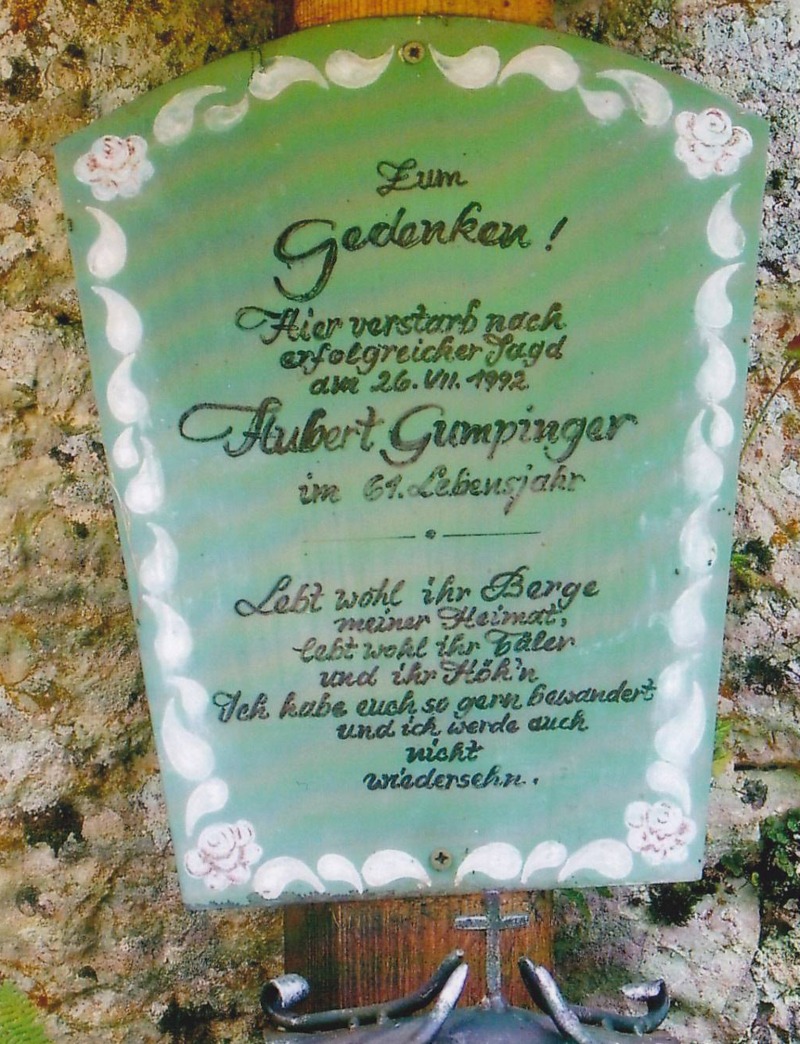 Zum
Gedenken!
Hier verstarb nach
erfolgreicher Jagd
am 26. VII. 1992
Hubert Gumpinger
im 61. Lebensjahr
Lebt wohl ihr Berge
meiner Heimat,
lebt wohl ihr Täler
und ihr Höh'n
Ich habe euch so gern bewandert
und ich werde euch
nicht
wiedersehn.